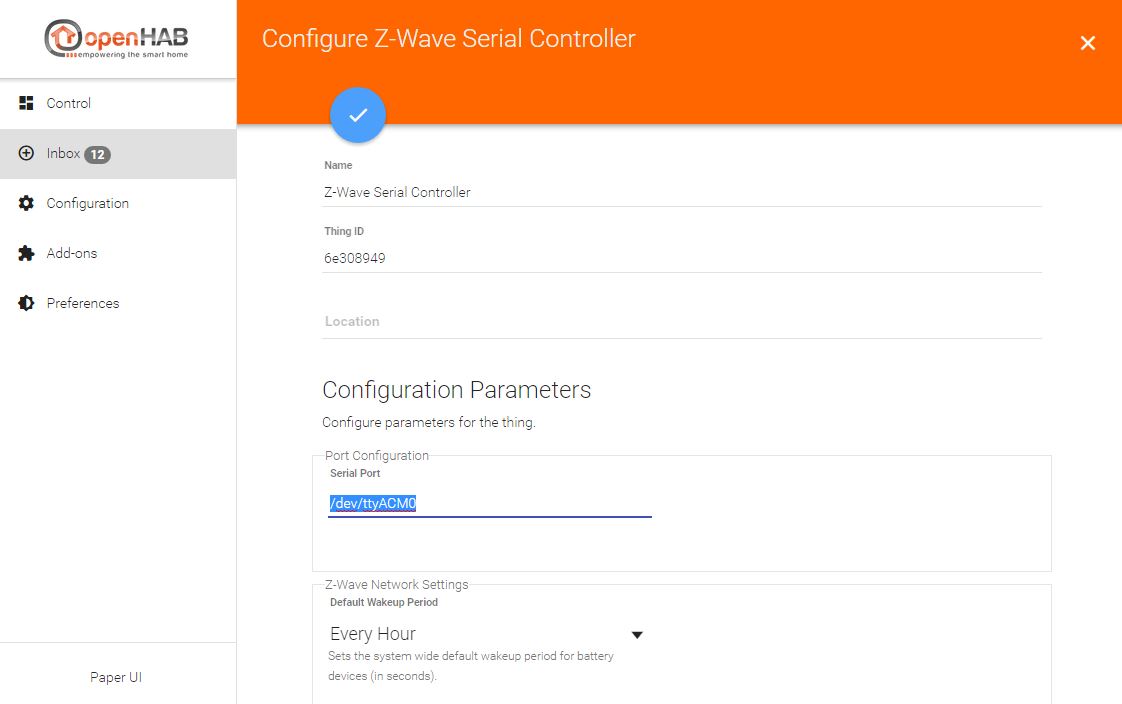 openHAB
empowering the smart home
Configure Z-Wave Serial Controller
Control
Inbox 12
Configuration
Add-ons
Preferences
Paper UI
Name
Z-Wave Serial Controller
Thing ID
6e308949
Location
Configuration Parameters
Configure parameters for the thing.
Port Configuration
Serial Port
/dev/ttyACM0
Z-Wave Network Settings
Default Wakeup Period
Every Hour
Sets the system wide default wakeup period for battery
devices (in seconds).